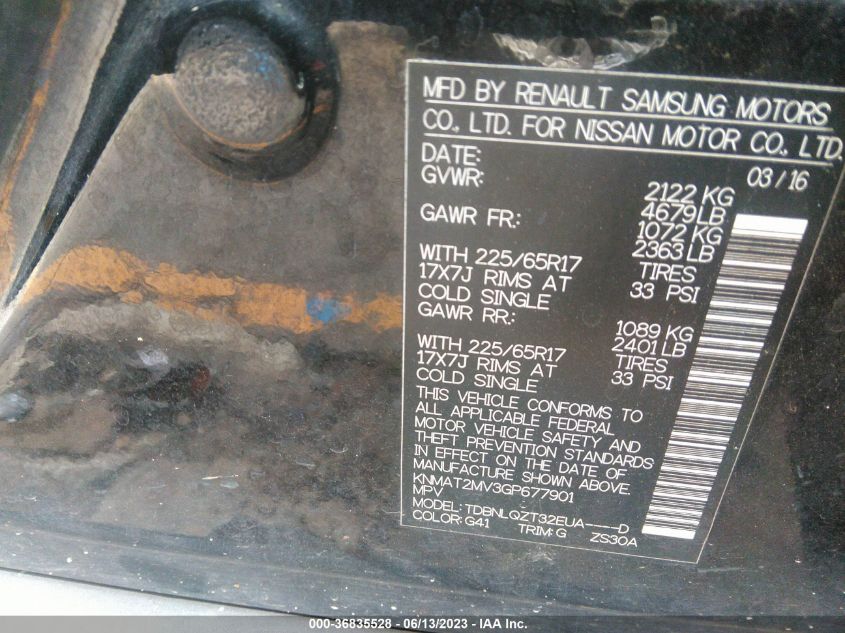 MFD BY RENAULT SAMSUNG MOTORS
CO., LTD. FOR NISSAN MOTOR CO., LTD.
DATE: 03/16
GVWR: 2122 KG
4679 LB
GAWR FR: 1072 KG
2363 LB
WITH 225/65R17 TIRES
17X7J RIMS AT 33 PSI
COLD SINGLE
GAWR RR: 1089 KG
2401 LB
WITH 225/65R17 TIRES
17X7J RIMS AT 33 PSI
COLD SINGLE
THIS VEHICLE CONFORMS TO
ALL APPLICABLE FEDERAL
MOTOR VEHICLE SAFETY AND
THEFT PREVENTION STANDARDS
IN EFFECT ON THE DATE OF
MANUFACTURE SHOWN ABOVE.
KNMAT2MV3GP677901
MPV
MODEL: TDBNLQZT32EUA----D
COLOR: G41 TRIM: G ZS30A
000-36835528 - 06/13/2023 - IAA Inc.